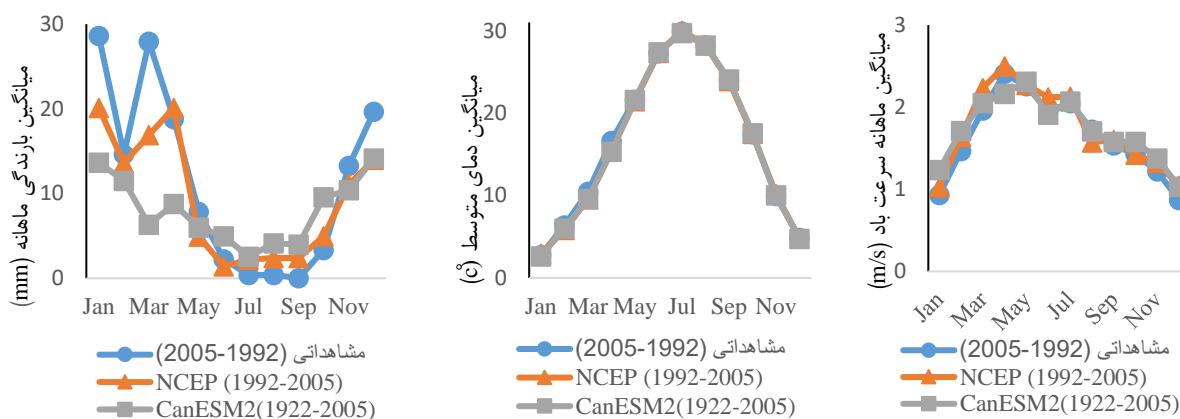 میانگین بارندگی ماهانه (mm)
30
20
10
0
Jan Mar May Jul Sep Nov
مشاهداتی (1992-2005)
NCEP (1992-2005)
CanESM2(1922-2005)
میانگین دمای متوسط (c°)
30
20
10
0
Jan Mar May Jul Sep Nov
مشاهداتی (1992-2005)
NCEP (1992-2005)
CanESM2(1922-2005)
میانگین ماهانه سرعت باد (m/s)
3
2
1
0
Jan Mar May Jul Sep Nov
مشاهداتی (1992-2005)
NCEP (1992-2005)
CanESM2(1922-2005)